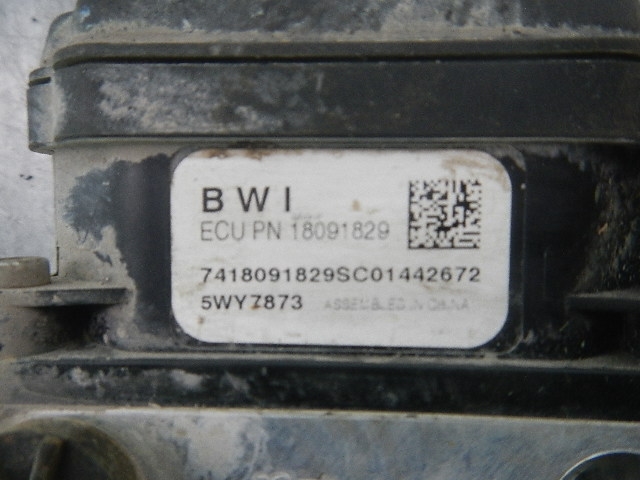 BWI
ECU PN 18091829
7418091829SC01442672
5WY7873 ASSEMBLED IN CHINA